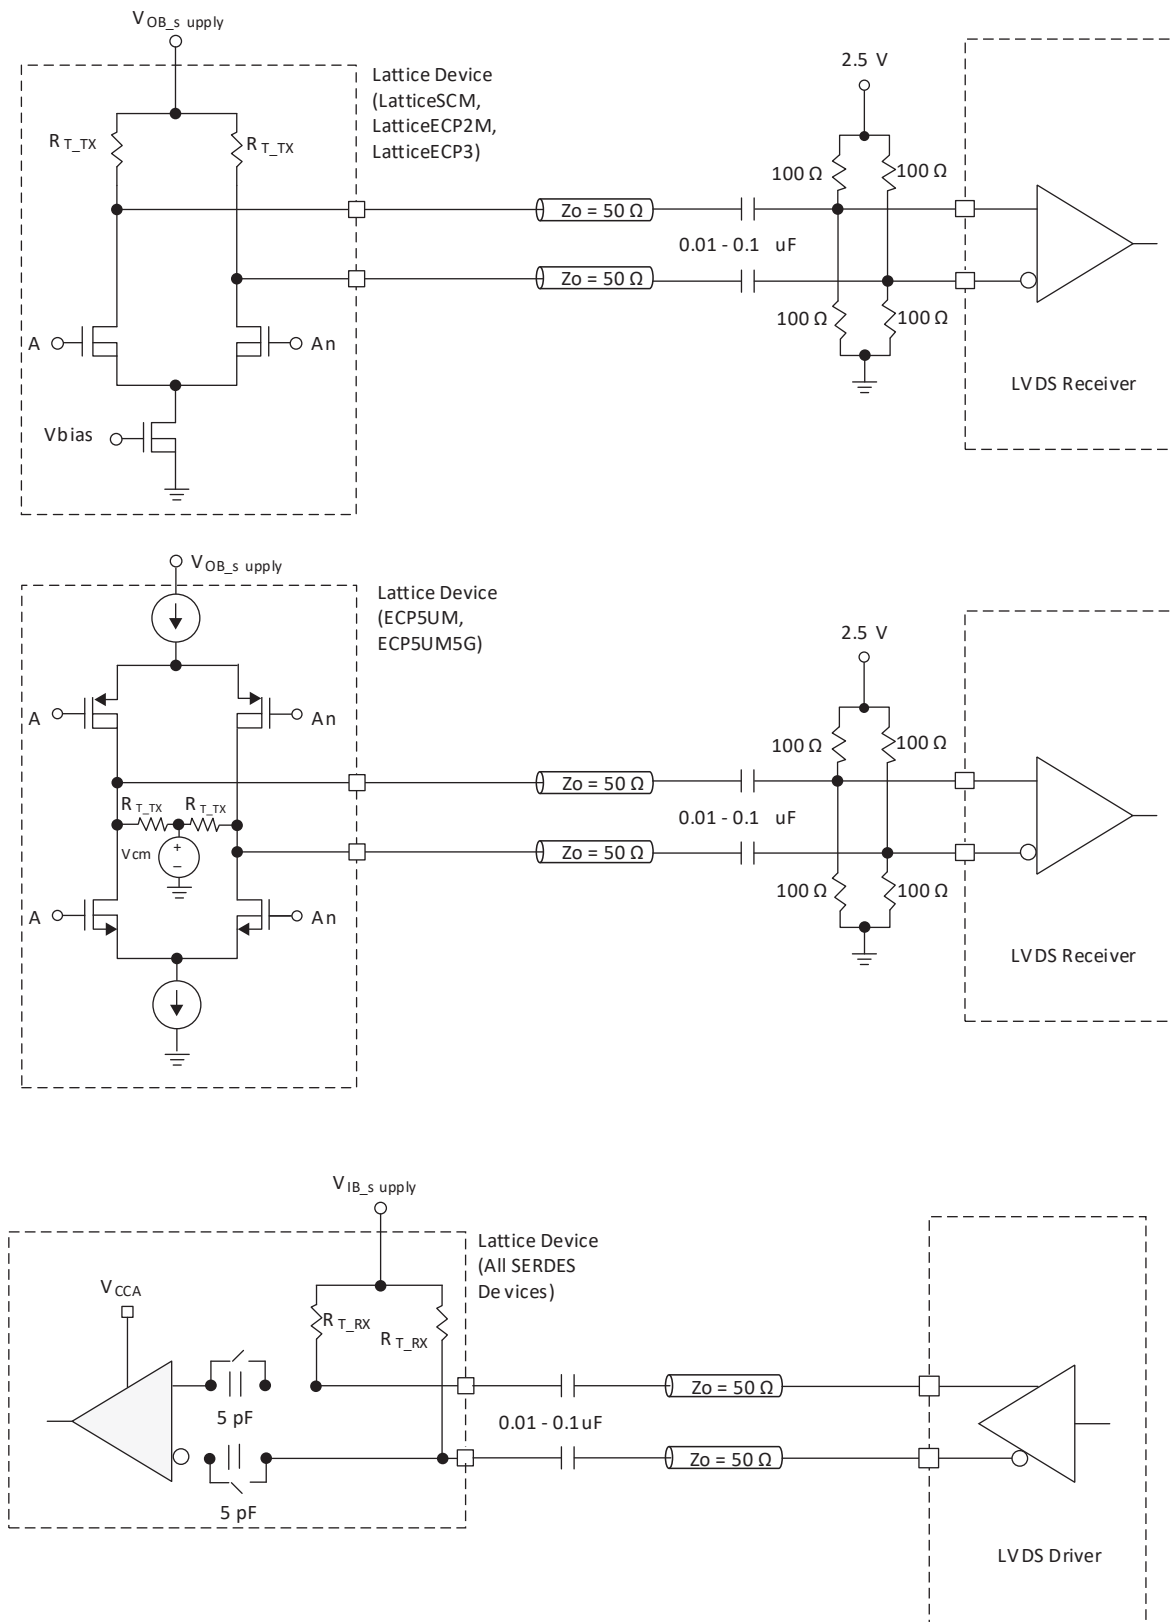 V OB_s upply
Lattice Device
(LatticeSCM,
LatticeECP2M,
LatticeECP3)
R T_TX
R T_TX
2.5 V
100 Ω
100 Ω
Zo = 50 Ω
0.01 - 0.1 uF
Zo = 50 Ω
100 Ω
100 Ω
A
An
LVDS Receiver
Vbias
V OB_s upply
Lattice Device
(ECP5UM,
ECP5UM5G)
2.5 V
A
An
100 Ω
100 Ω
Zo = 50 Ω
R T_TX
R T_TX
0.01 - 0.1 uF
Vcm
+
−
Zo = 50 Ω
100 Ω
100 Ω
A
An
LVDS Receiver
V IB_s upply
Lattice Device
(All SERDES
De vices)
V CCA
R T_RX
R T_RX
Zo = 50 Ω
5 pF
0.01 - 0.1uF
Zo = 50 Ω
5 pF
LVDS Driver